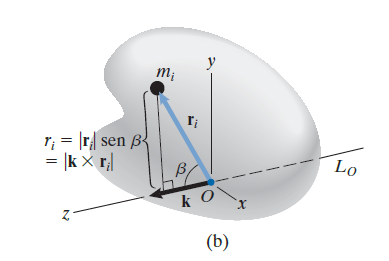 y
m_i
r_i
r_i = |r_i| sen β
= |k × r_i|
β
L_O
k O x
z
(b)